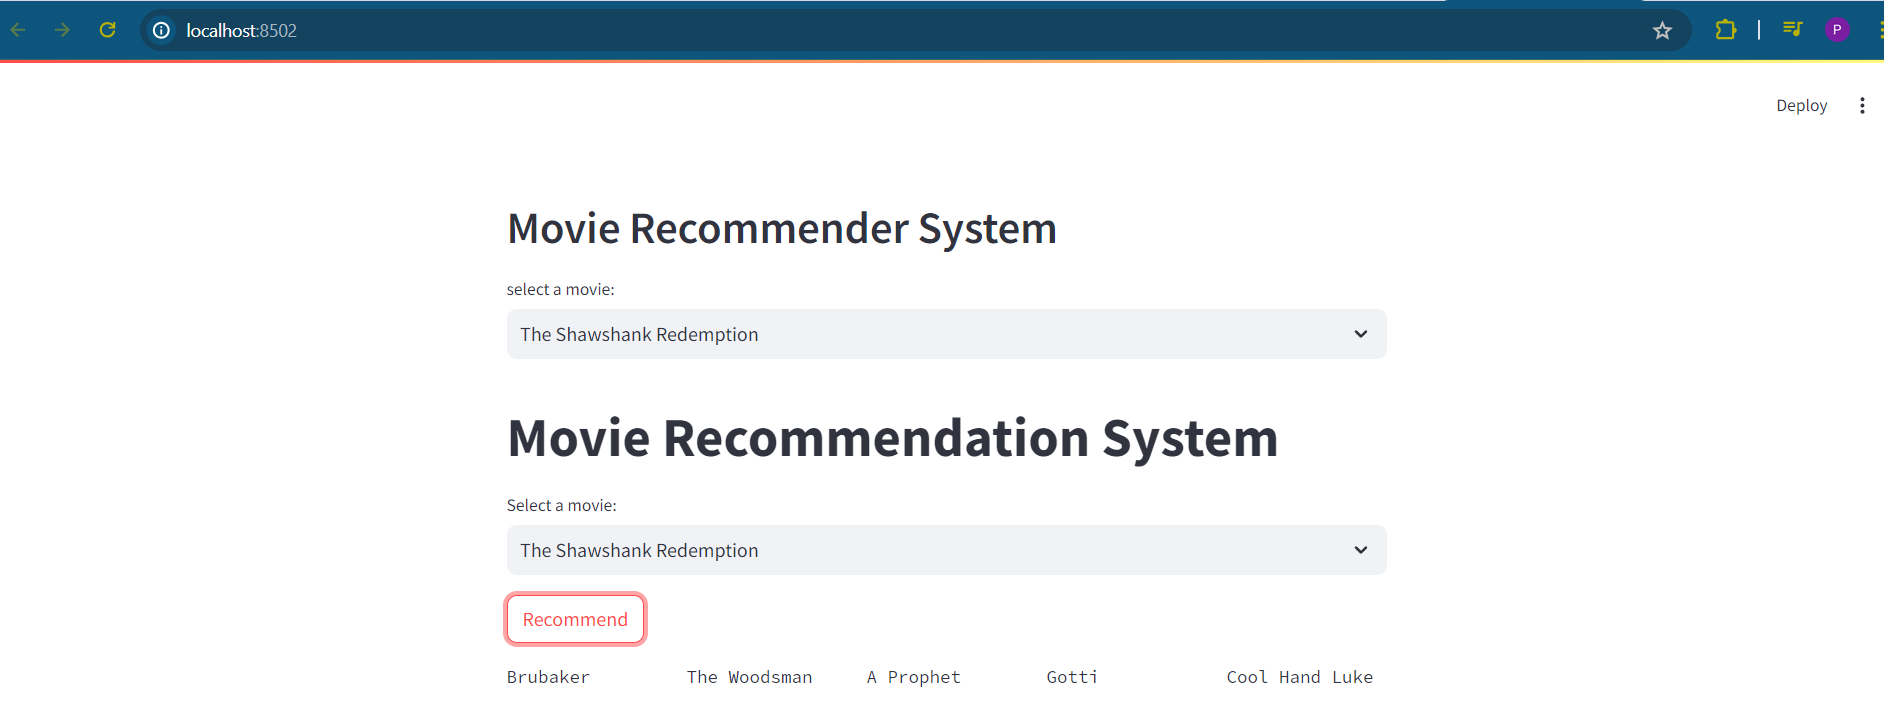 localhost:8502
P
Deploy
Movie Recommender System
select a movie:
The Shawshank Redemption
Movie Recommendation System
Select a movie:
The Shawshank Redemption
Recommend
Brubaker The Woodsman A Prophet Gotti Cool Hand Luke